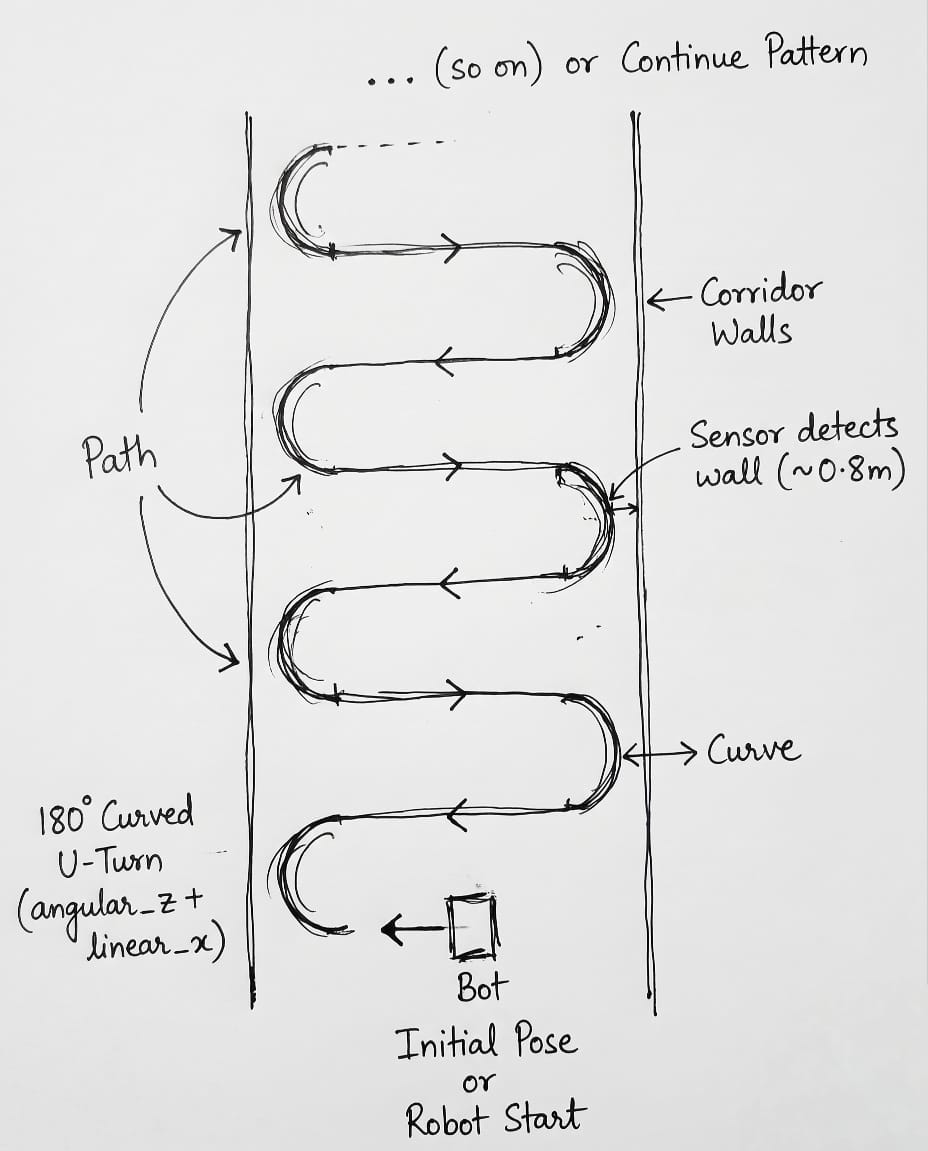 ... (so on) or Continue Pattern
Corridor
Walls
Sensor detects
wall (~0.8m)
Path
Curve
180° Curved
U-Turn
(angular_z +
linear_x)
Bot
Initial Pose
or
Robot Start